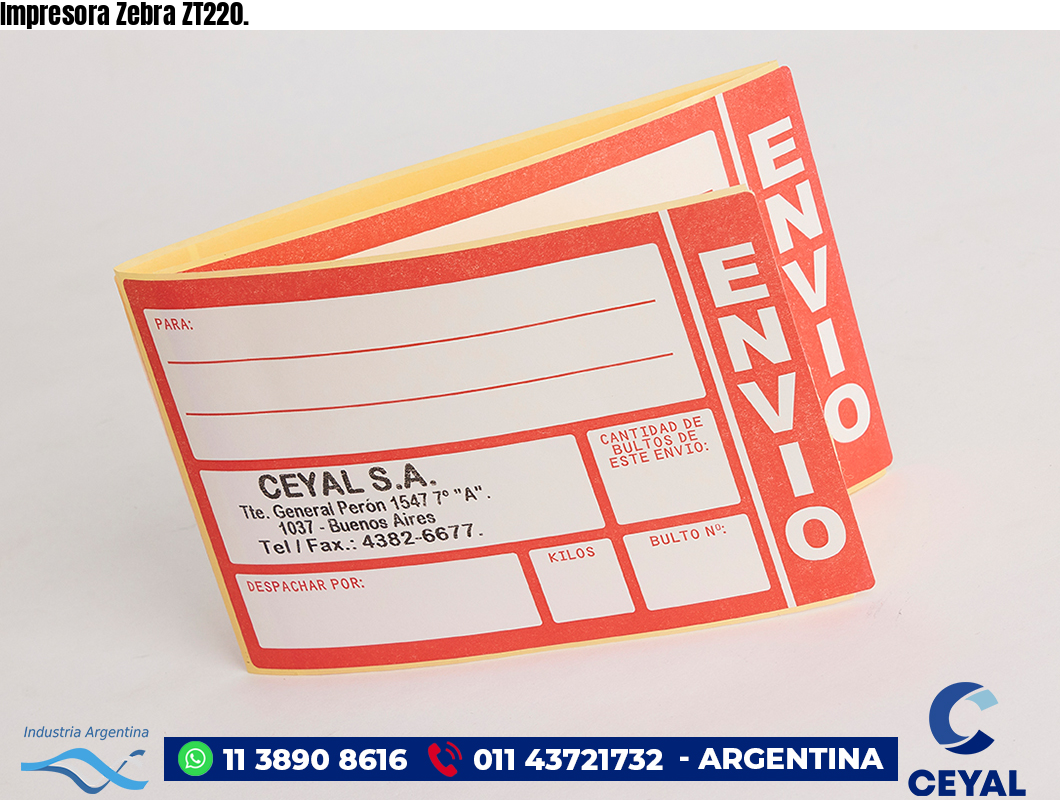 Impresora Zebra ZT220.
ENVIO
ENVIO
PARA:
CANTIDAD DE
BULTOS DE
ESTE ENVIO:
CEYAL S.A.
Tte. General Perón 1547 7º "A".
1037 - Buenos Aires
Tel / Fax.: 4382-6677.
DESPACHAR POR:
KILOS
BULTO Nº:
Industria Argentina
11 3890 8616 011 43721732 - ARGENTINA
CEYAL